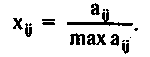 x_ij = a_ij / max a_ij.